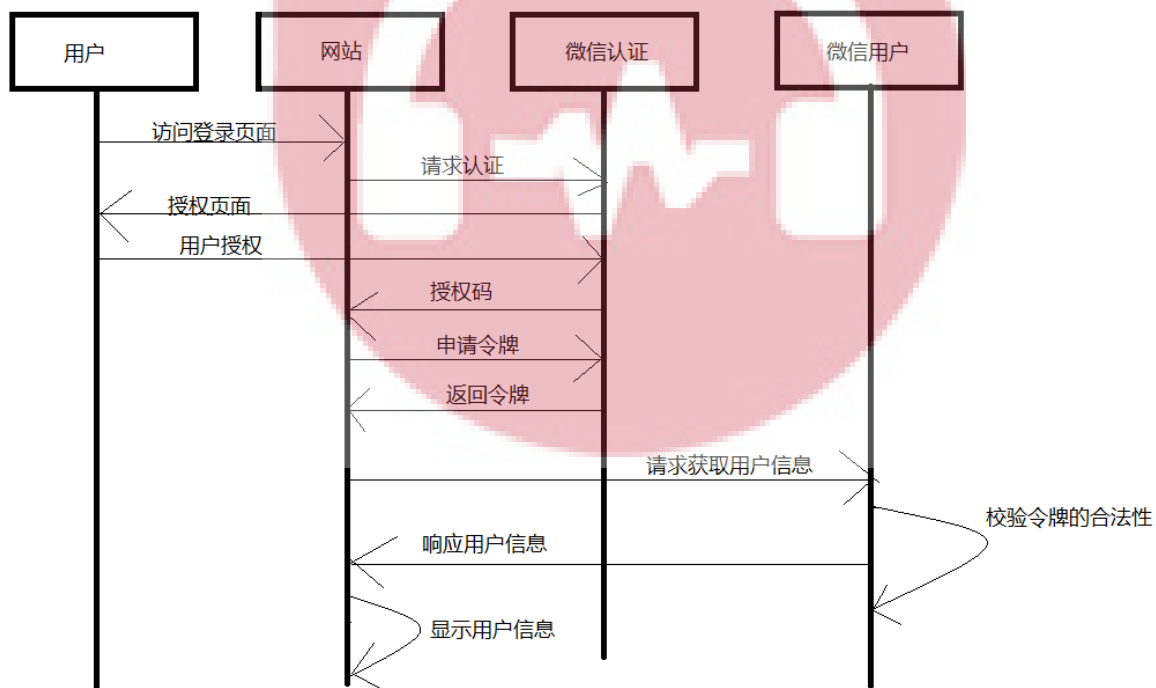 用户
网站
微信认证
微信用户
访问登录页面
请求认证
授权页面
用户授权
授权码
申请令牌
返回令牌
请求获取用户信息
校验令牌的合法性
响应用户信息
显示用户信息